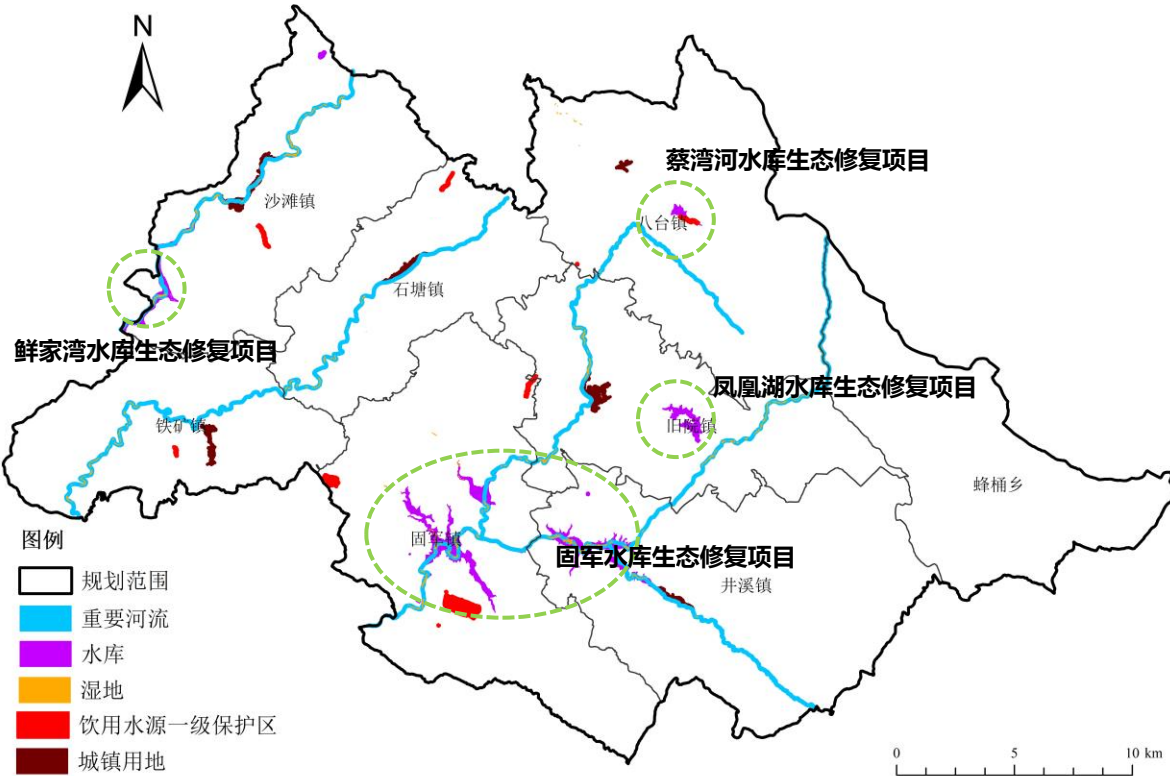 N
蔡湾河水库生态修复项目
沙滩镇
八台镇
石塘镇
鲜家湾水库生态修复项目
凤凰湖水库生态修复项目
铁矿镇
旧院镇
蜂桶乡
固军镇
固军水库生态修复项目
井溪镇
图例
规划范围
重要河流
水库
湿地
饮用水源一级保护区
城镇用地
0 5 10 km